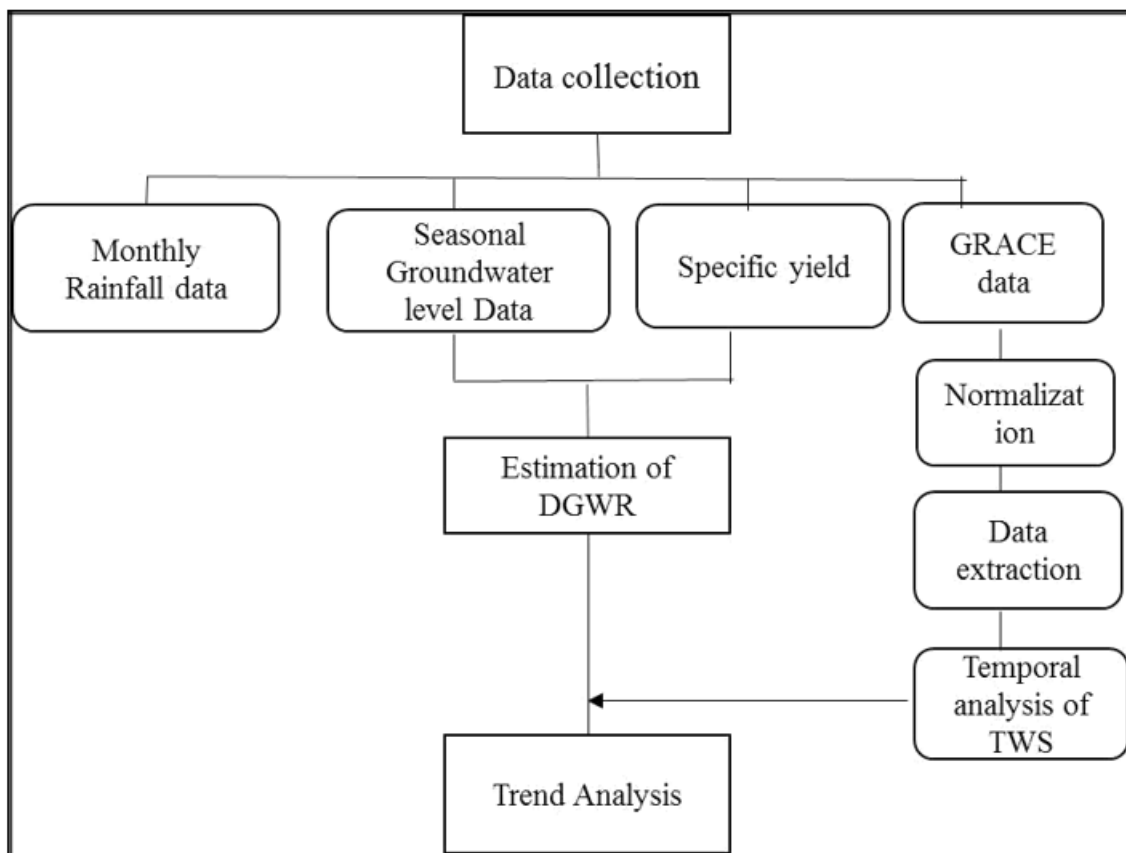 Data collection
Monthly
Rainfall data
Seasonal
Groundwater
level Data
Specific yield
GRACE
data
Normalizat
ion
Estimation of
DGWR
Data
extraction
Temporal
analysis of
TWS
Trend Analysis